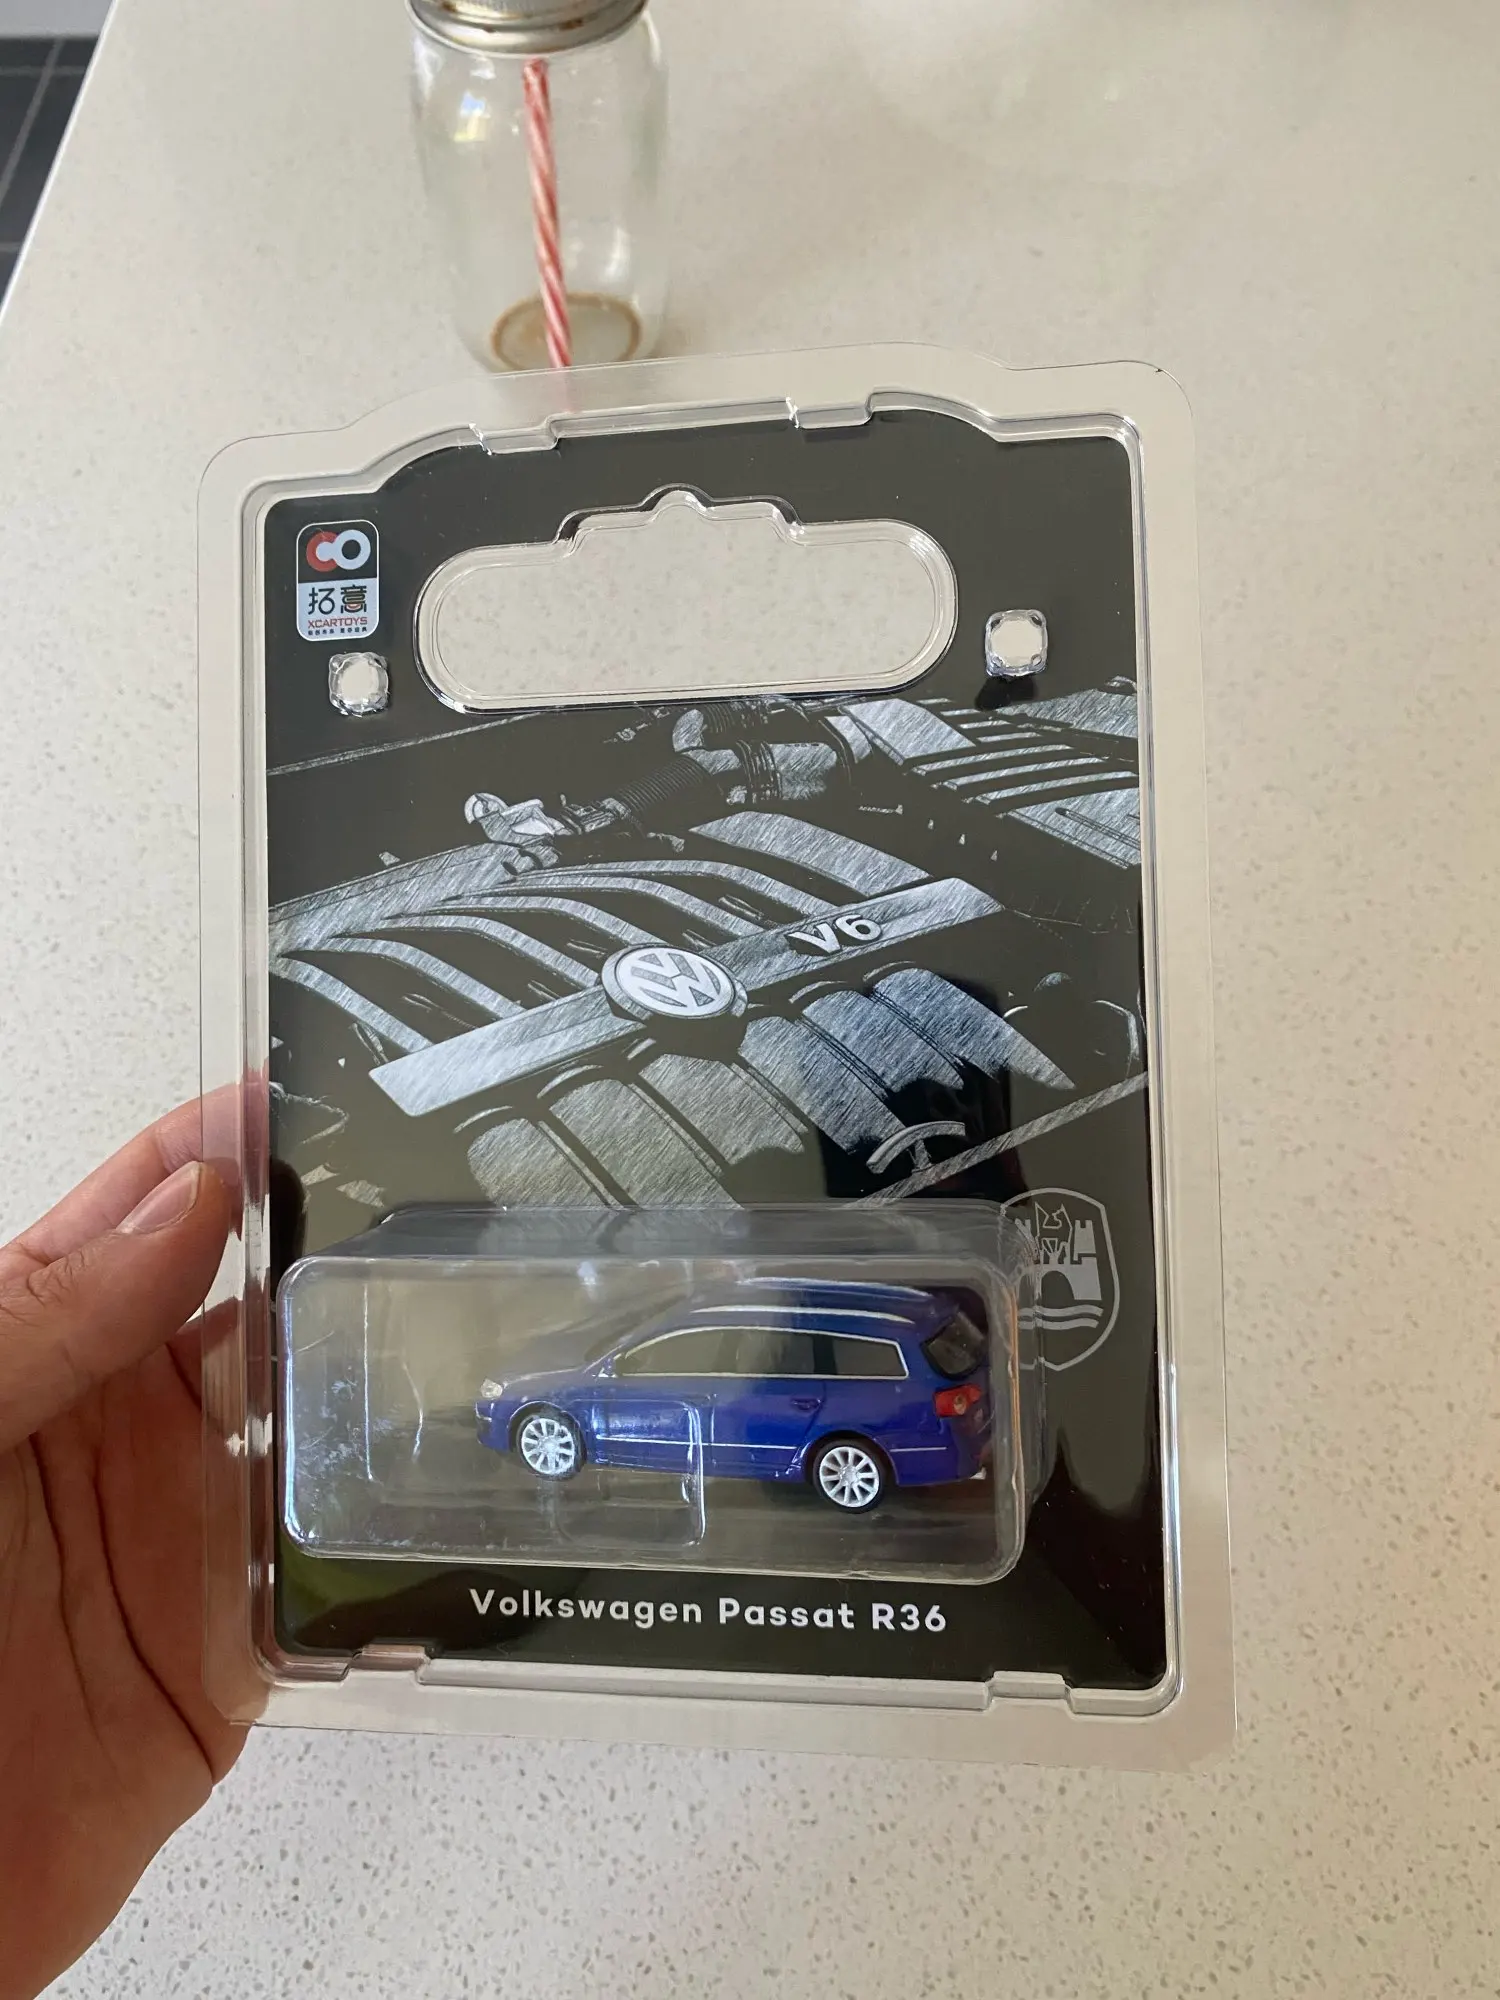 拓意
XCARTOYS
V6
Volkswagen Passat R36